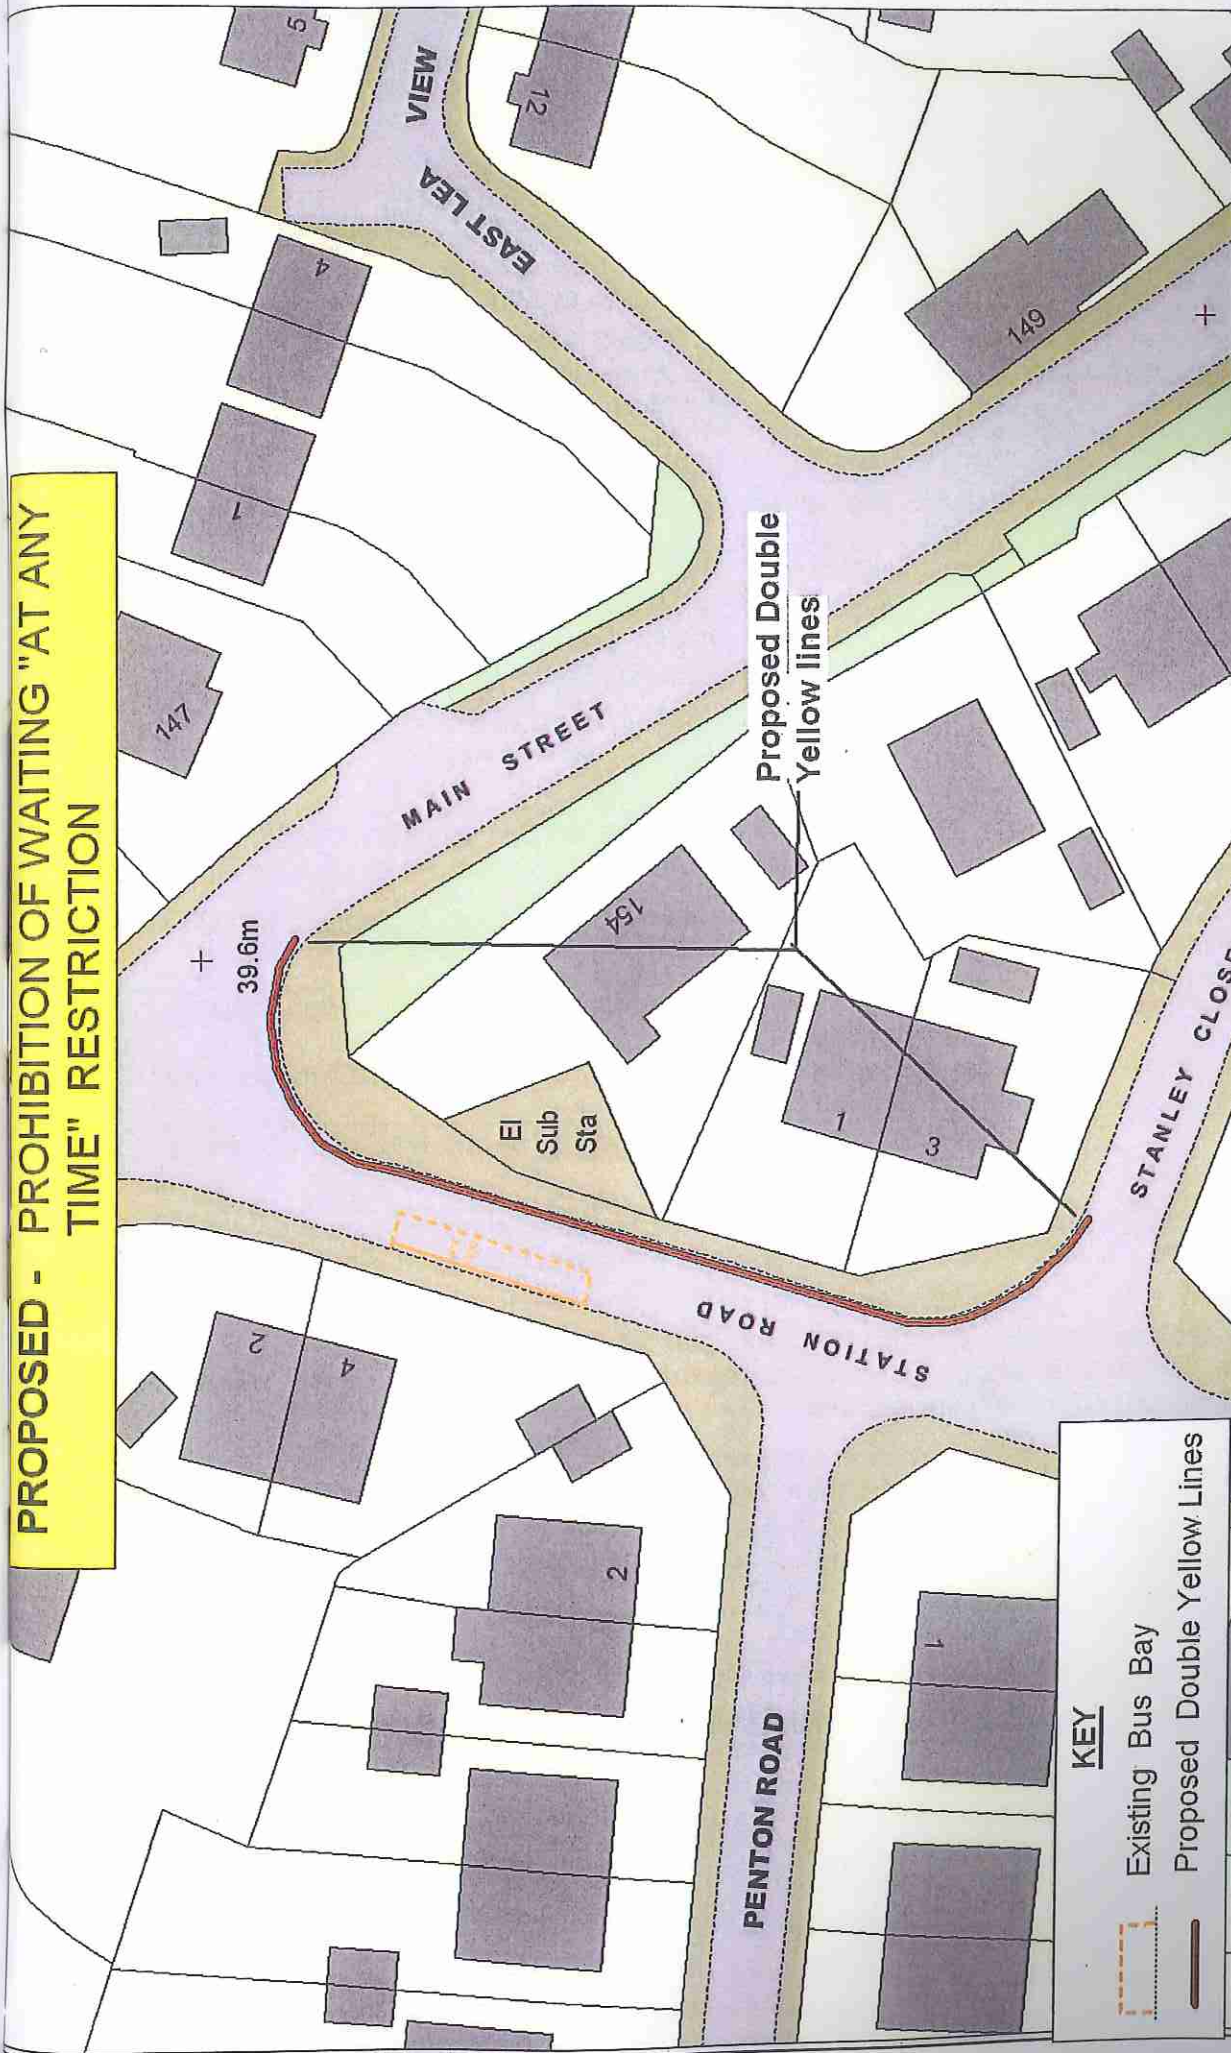 PROPOSED - PROHIBITION OF WAITING "AT ANY
TIME" RESTRICTION
5
VIEW
EAST LEA
12
4
1
147
149
MAIN STREET
39.6m
Proposed Double
Yellow lines
154
El
Sub
Sta
1
3
STANLEY CLOSE
STATION ROAD
2
4
2
PENTON ROAD
1
KEY
Existing Bus Bay
Proposed Double Yellow Lines